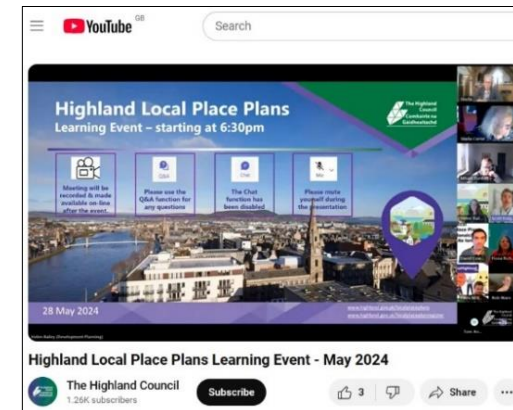 YouTube GB
Search
Highland Local Place Plans
Learning Event – starting at 6:30pm
The Highland
Council
Comhairle na
Gàidhealtachd
Q&A
Chat
Meeting will be
recorded & made
available on-line
after the event.
Please use the
Q&A function for
any questions
The Chat
function has
been disabled
Please mute
yourself during
the presentation
28 May 2024
Highland Local Place Plans Learning Event - May 2024
The Highland Council
1.26K subscribers
Subscribe
3
Share